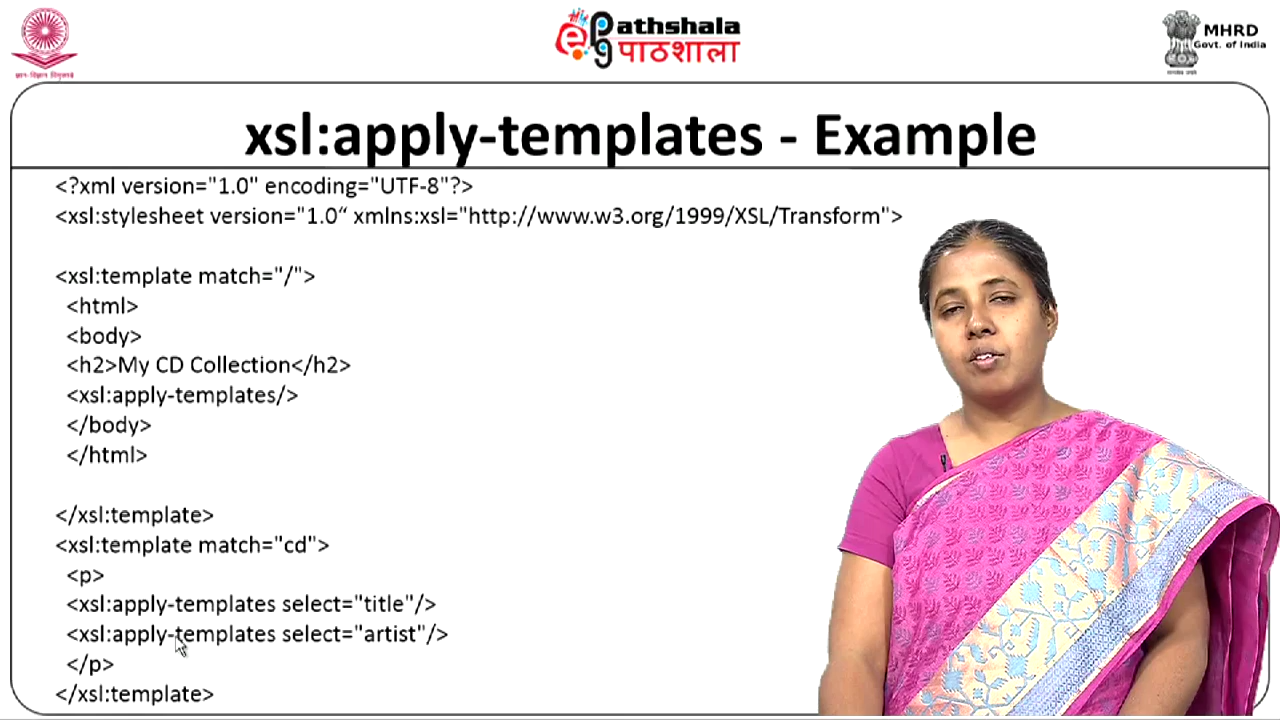 Pathshala
पाठशाला
MHRD
Govt. of India
xsl:apply-templates - Example
<?xml version="1.0" encoding="UTF-8"?>
<xsl:stylesheet version="1.0“ xmlns:xsl="http://www.w3.org/1999/XSL/Transform">
<xsl:template match="/">
<html>
<body>
<h2>My CD Collection</h2>
<xsl:apply-templates/>
</body>
</html>
</xsl:template>
<xsl:template match="cd">
<p>
<xsl:apply-templates select="title"/>
<xsl:apply-templates select="artist"/>
</p>
</xsl:template>